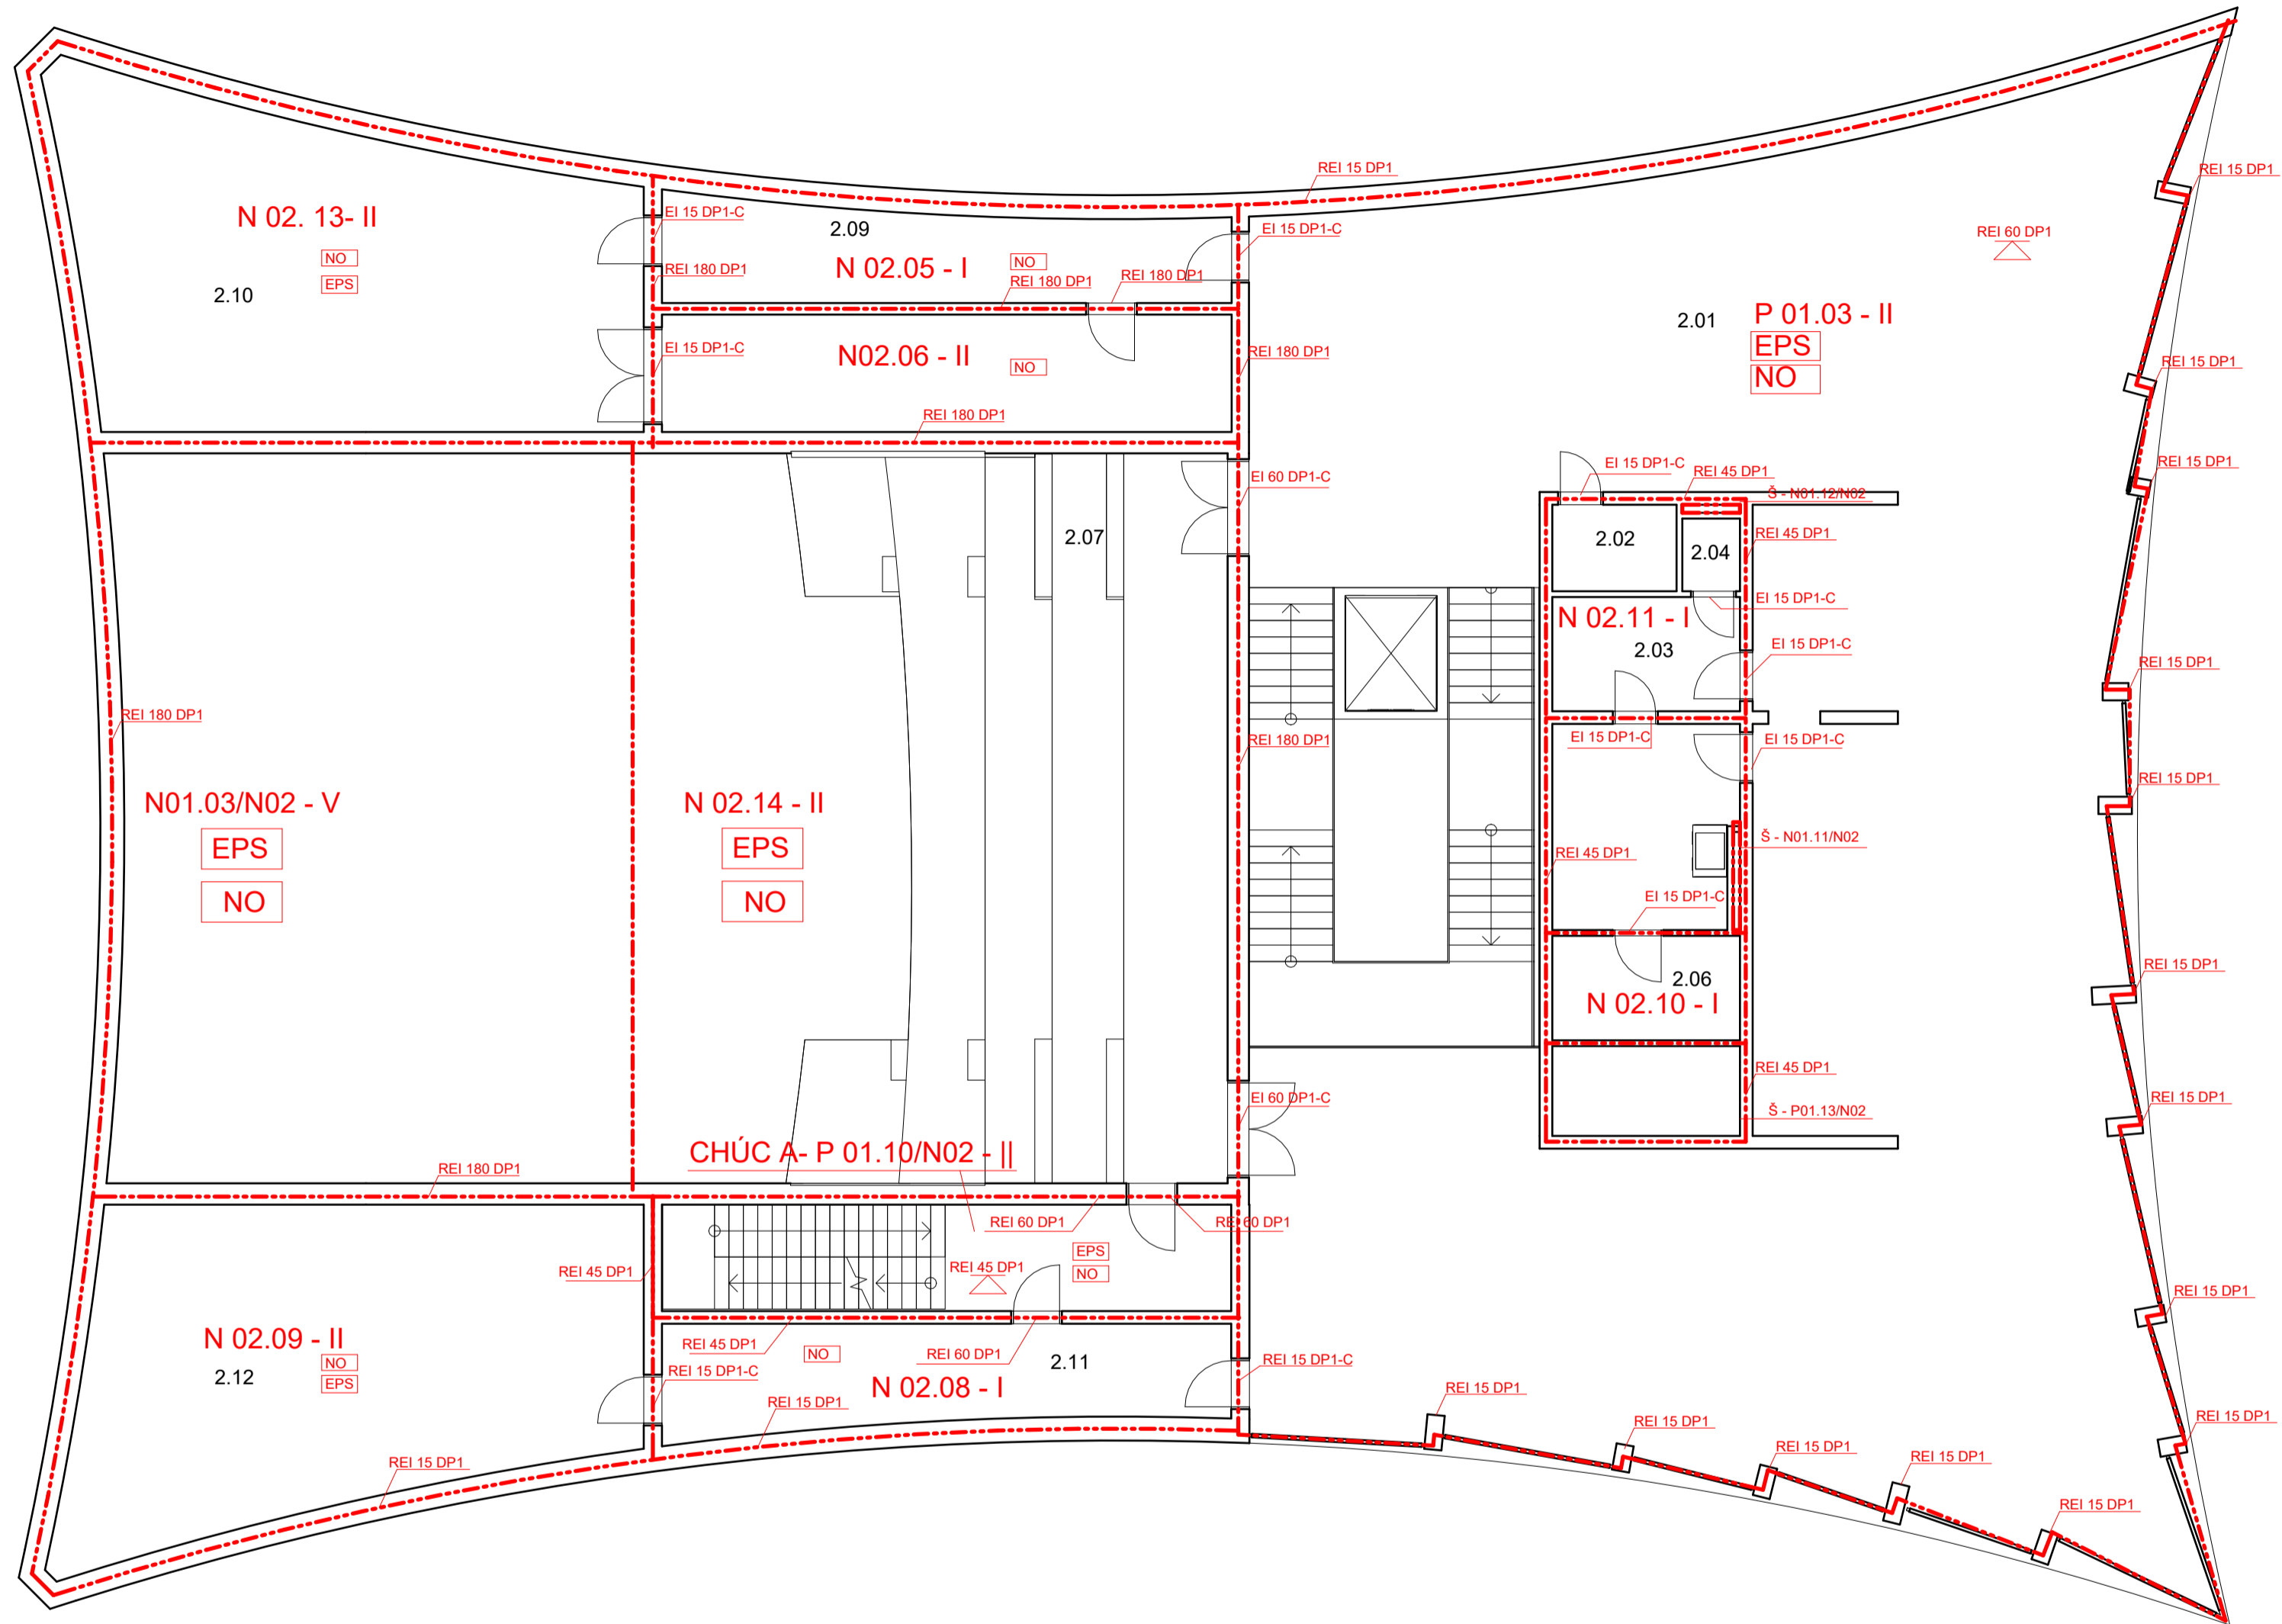 REI 15 DP1
REI 15 DP1
N 02. 13- II
NO
EPS
2.10
EI 15 DP1-C
REI 180 DP1
EI 15 DP1-C
2.09
N 02.05 - I
NO
REI 180 DP1
REI 180 DP1
EI 15 DP1-C
N02.06 - II
NO
REI 180 DP1
REI 180 DP1
REI 60 DP1
2.01
P 01.03 - II
EPS
NO
REI 15 DP1
REI 15 DP1
EI 60 DP1-C
2.07
EI 15 DP1-C
REI 45 DP1
Š - N01.12/N02
2.02
2.04
REI 45 DP1
EI 15 DP1-C
N 02.11 - I
2.03
EI 15 DP1-C
REI 15 DP1
REI 180 DP1
REI 180 DP1
EI 15 DP1-C
EI 15 DP1-C
REI 15 DP1
N01.03/N02 - V
EPS
NO
N 02.14 - II
EPS
NO
Š - N01.11/N02
REI 45 DP1
EI 15 DP1-C
2.06
N 02.10 - I
REI 15 DP1
REI 45 DP1
Š - P01.13/N02
EI 60 DP1-C
REI 15 DP1
CHÚC A- P 01.10/N02 - ||
REI 180 DP1
REI 60 DP1
REI 60 DP1
EPS
NO
REI 45 DP1
REI 45 DP1
REI 15 DP1
N 02.09 - II
NO
EPS
2.12
REI 45 DP1
NO
REI 60 DP1
2.11
REI 15 DP1-C
REI 15 DP1-C
N 02.08 - I
REI 15 DP1
REI 15 DP1
REI 15 DP1
REI 15 DP1
REI 15 DP1
REI 15 DP1
REI 15 DP1
REI 15 DP1
REI 15 DP1